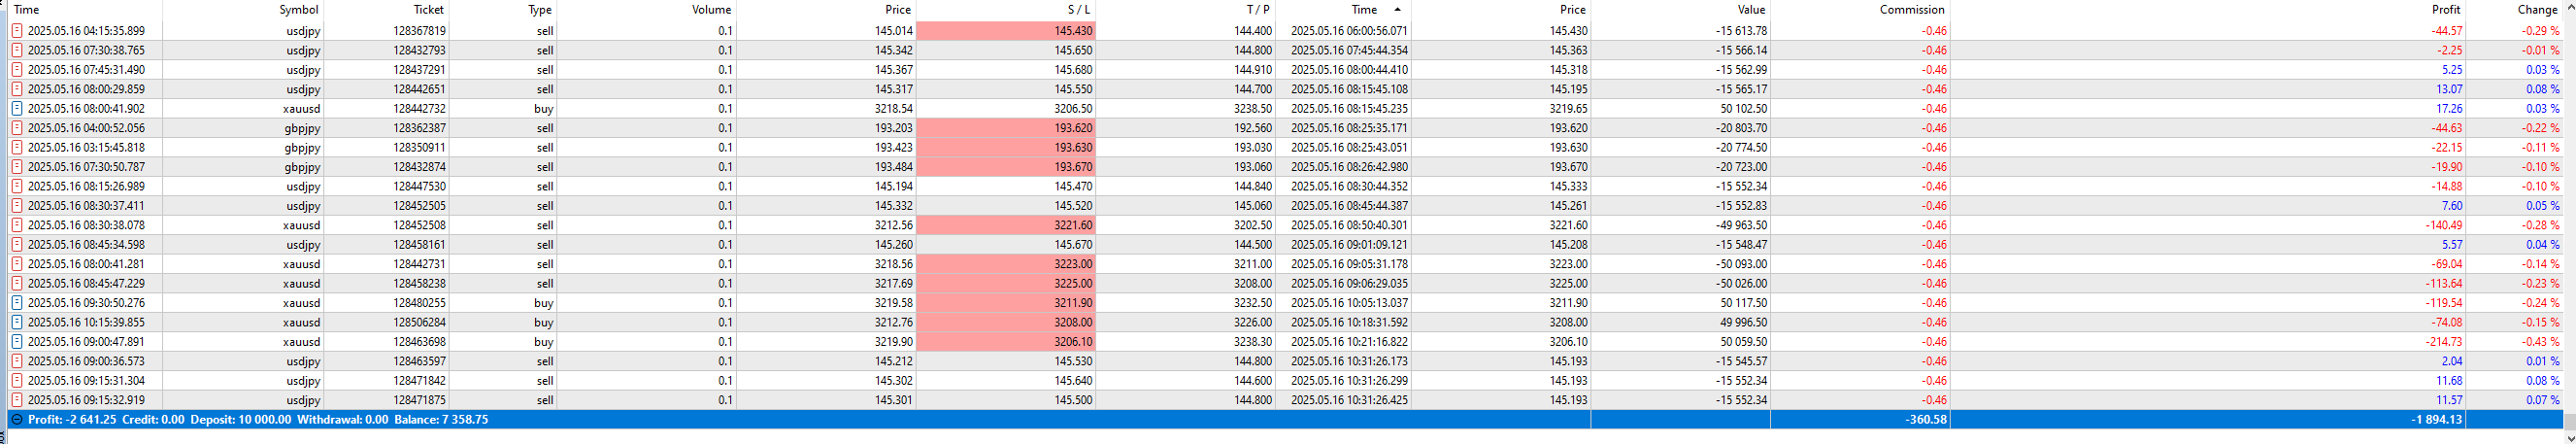 Time Symbol Ticket Type Volume Price S / L T / P Time Price Value Commission Profit Change
2025.05.16 04:15:35.899 usdjpy 128367819 sell 0.1 145.014 145.430 144.400 2025.05.16 06:00:56.071 145.430 -15 613.78 -0.46 -44.57 -0.29 %
2025.05.16 07:30:38.765 usdjpy 128432793 sell 0.1 145.342 145.650 144.800 2025.05.16 07:45:44.354 145.363 -15 566.14 -0.46 -2.25 -0.01 %
2025.05.16 07:45:31.490 usdjpy 128437291 sell 0.1 145.367 145.680 144.910 2025.05.16 08:00:44.410 145.318 -15 562.99 -0.46 5.25 0.03 %
2025.05.16 08:00:29.859 usdjpy 128442651 sell 0.1 145.317 145.550 144.700 2025.05.16 08:15:45.108 145.195 -15 565.17 -0.46 13.07 0.08 %
2025.05.16 08:00:41.902 xauusd 128442732 buy 0.1 3218.54 3206.50 3238.50 2025.05.16 08:15:45.235 3219.65 50 102.50 -0.46 17.26 0.03 %
2025.05.16 04:00:52.056 gbpjpy 128362387 sell 0.1 193.203 193.620 192.560 2025.05.16 08:25:35.171 193.620 -20 803.70 -0.46 -44.63 -0.22 %
2025.05.16 03:15:45.818 gbpjpy 128350911 sell 0.1 193.423 193.630 193.030 2025.05.16 08:25:43.051 193.630 -20 774.50 -0.46 -22.15 -0.11 %
2025.05.16 07:30:50.787 gbpjpy 128432874 sell 0.1 193.484 193.670 193.060 2025.05.16 08:26:42.980 193.670 -20 723.00 -0.46 -19.90 -0.10 %
2025.05.16 08:15:26.989 usdjpy 128447530 sell 0.1 145.194 145.470 144.840 2025.05.16 08:30:44.352 145.333 -15 552.34 -0.46 -14.88 -0.10 %
2025.05.16 08:30:37.411 usdjpy 128452505 sell 0.1 145.332 145.520 145.060 2025.05.16 08:45:44.387 145.261 -15 552.83 -0.46 7.60 0.05 %
2025.05.16 08:30:38.078 xauusd 128452508 sell 0.1 3212.56 3221.60 3202.50 2025.05.16 08:50:40.301 3221.60 -49 963.50 -0.46 -140.49 -0.28 %
2025.05.16 08:45:34.598 usdjpy 128458161 sell 0.1 145.260 145.670 144.500 2025.05.16 09:01:09.121 145.208 -15 548.47 -0.46 5.57 0.04 %
2025.05.16 08:00:41.281 xauusd 128442731 sell 0.1 3218.56 3223.00 3211.00 2025.05.16 09:05:31.178 3223.00 -50 093.00 -0.46 -69.04 -0.14 %
2025.05.16 08:45:47.229 xauusd 128458238 sell 0.1 3217.69 3225.00 3208.00 2025.05.16 09:06:29.035 3225.00 -50 026.00 -0.46 -113.64 -0.23 %
2025.05.16 09:30:50.276 xauusd 128480255 buy 0.1 3219.58 3211.90 3232.50 2025.05.16 10:05:13.037 3211.90 50 117.50 -0.46 -119.54 -0.24 %
2025.05.16 10:15:39.855 xauusd 128506284 buy 0.1 3212.76 3208.00 3226.00 2025.05.16 10:18:31.592 3208.00 49 996.50 -0.46 -74.08 -0.15 %
2025.05.16 09:00:47.891 xauusd 128463698 buy 0.1 3219.90 3206.10 3238.30 2025.05.16 10:21:16.822 3206.10 50 059.50 -0.46 -214.73 -0.43 %
2025.05.16 09:00:36.573 usdjpy 128463597 sell 0.1 145.212 145.530 144.800 2025.05.16 10:31:26.173 145.193 -15 545.57 -0.46 2.04 0.01 %
2025.05.16 09:15:31.304 usdjpy 128471842 sell 0.1 145.302 145.640 144.600 2025.05.16 10:31:26.299 145.193 -15 552.34 -0.46 11.68 0.08 %
2025.05.16 09:15:32.919 usdjpy 128471875 sell 0.1 145.301 145.500 144.800 2025.05.16 10:31:26.425 145.193 -15 552.34 -0.46 11.57 0.07 %
Profit: -2 641.25 Credit: 0.00 Deposit: 10 000.00 Withdrawal: 0.00 Balance: 7 358.75 -360.58 -1 894.13